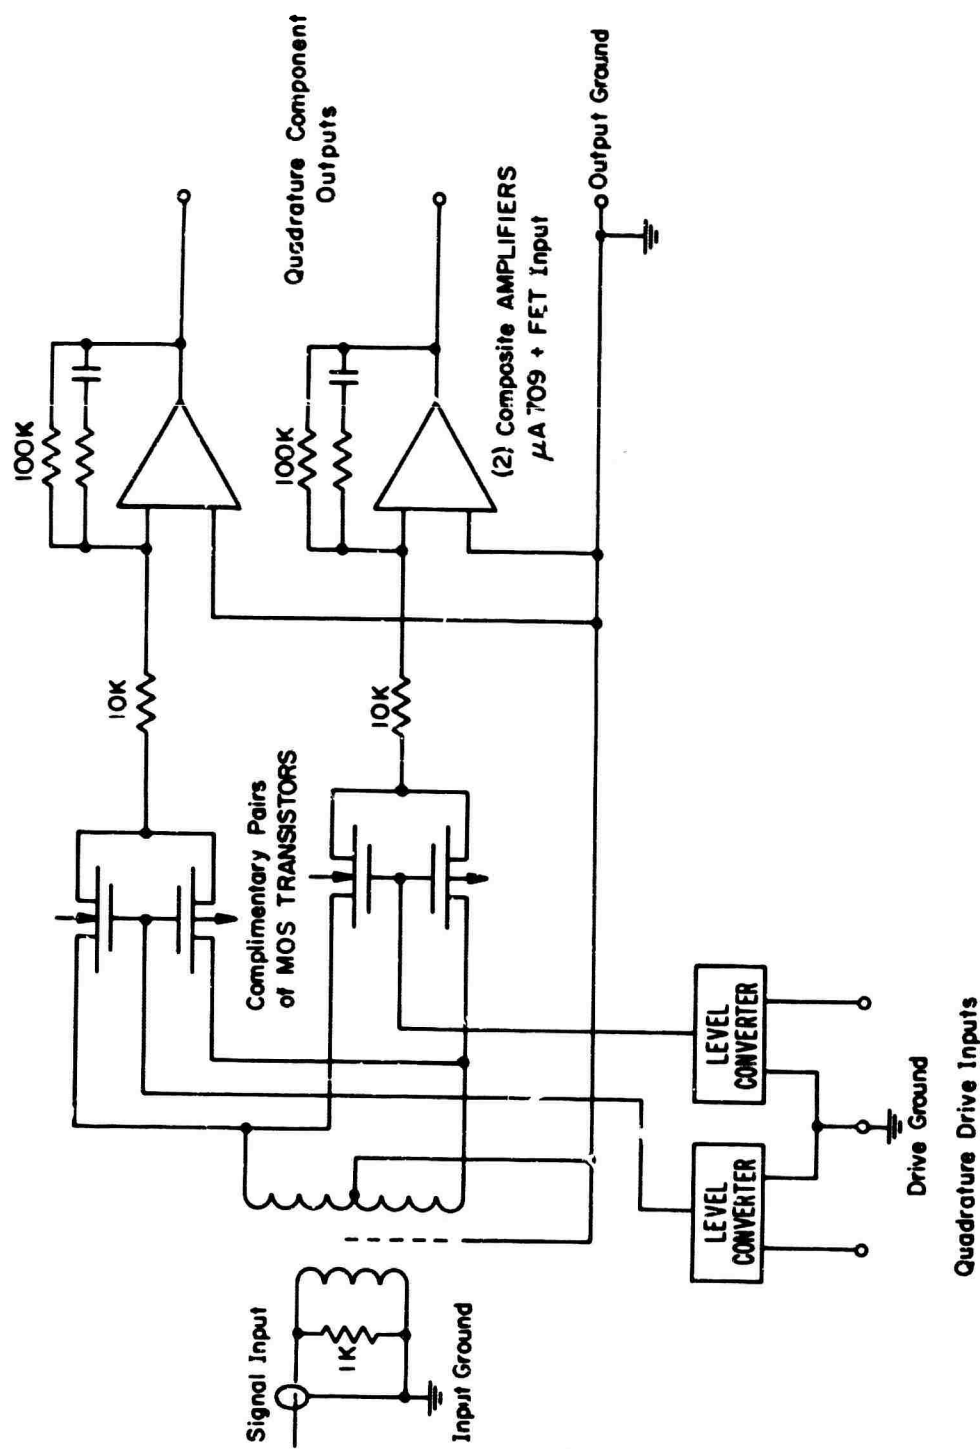 Signal Input
1K
Input Ground
100K
10K
Complimentary Pairs
of MOS TRANSISTORS
10K
100K
Quadrature Component
Outputs
(2) Composite AMPLIFIERS
μA 709 + FET Input
Output Ground
LEVEL
CONVERTER
LEVEL
CONVERTER
Drive Ground
Quadrature Drive Inputs